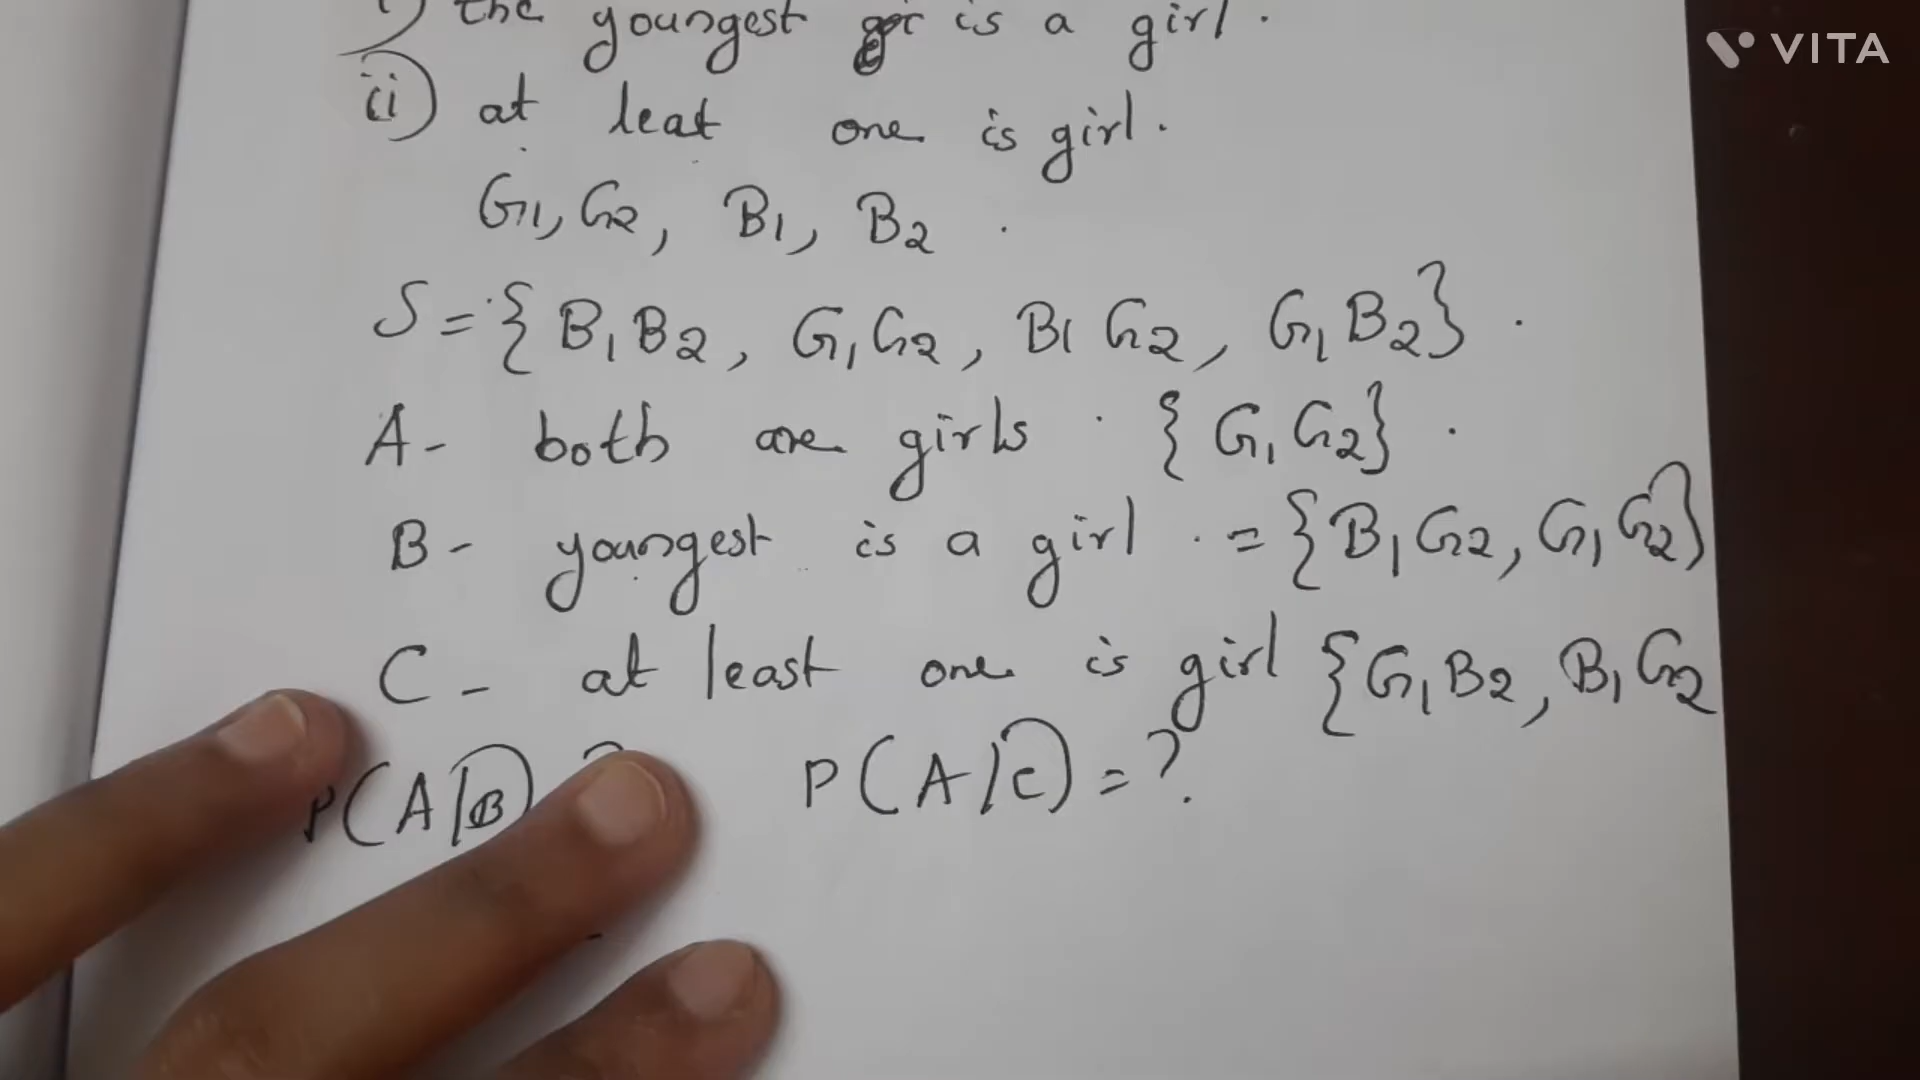 i) the youngest is a girl.
VITA
ii) at leat one is girl.
G1, G2, B1, B2.
S = { B1B2, G1G2, B1G2, G1B2}.
A - both are girls. { G1G2}.
B - youngest is a girl. = {B1G2, G1G2}
C - at least one is girl {G1B2, B1G2
P(A|B) ?
P(A|C) = ?